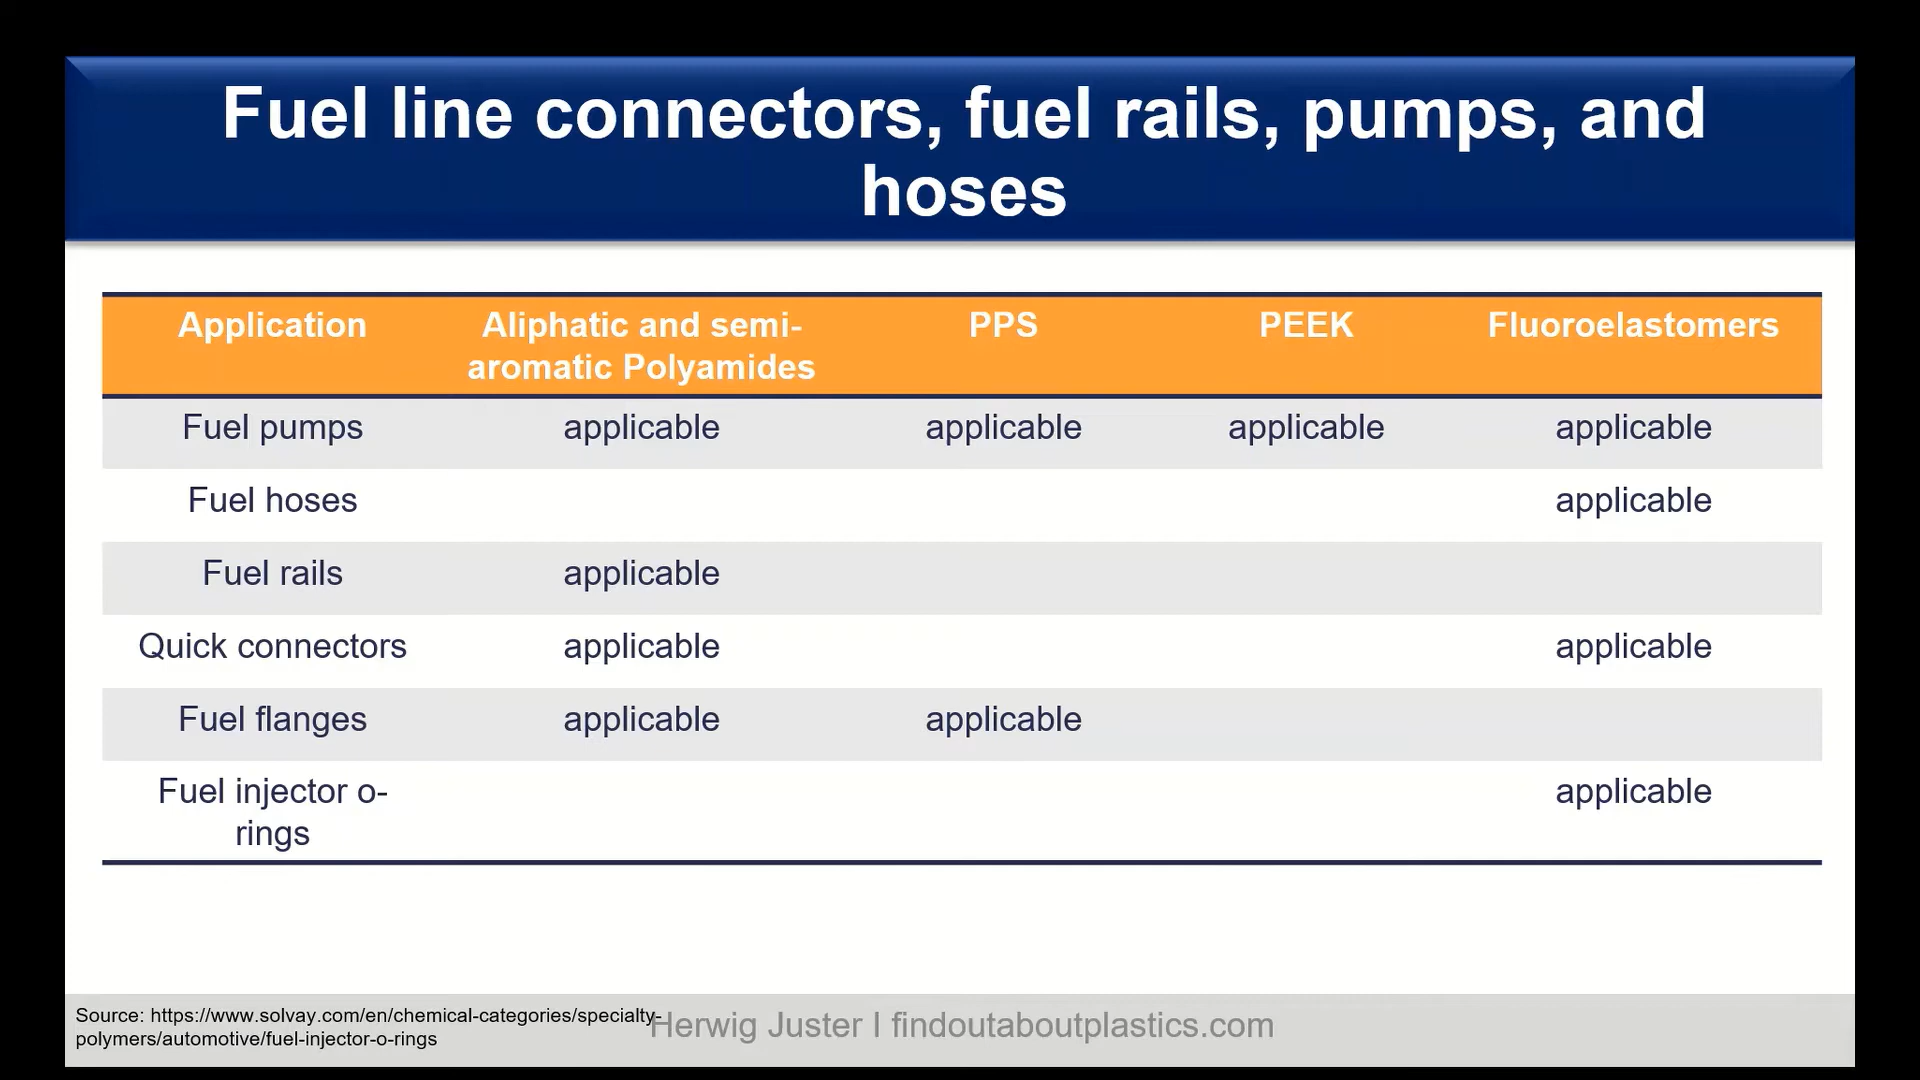 Fuel line connectors, fuel rails, pumps, and
hoses
Application Aliphatic and semi- PPS PEEK Fluoroelastomers
aromatic Polyamides
Fuel pumps applicable applicable applicable applicable
Fuel hoses applicable
Fuel rails applicable
Quick connectors applicable applicable
Fuel flanges applicable applicable
Fuel injector o- applicable
rings
Source: https://www.solvay.com/en/chemical-categories/specialty-
polymers/automotive/fuel-injector-o-rings
Herwig Juster I findoutaboutplastics.com